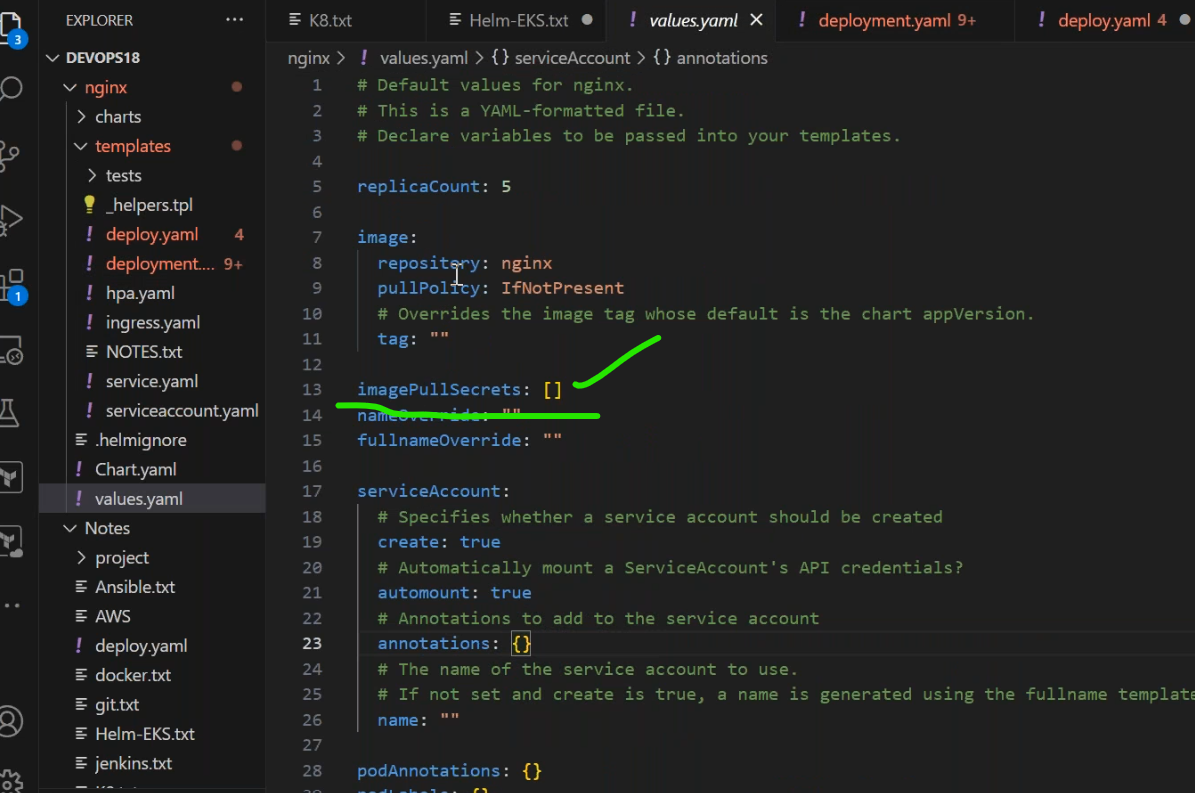 EXPLORER
...
DEVOPS18
nginx
charts
templates
tests
_helpers.tpl
deploy.yaml 4
deployment.... 9+
hpa.yaml
ingress.yaml
NOTES.txt
service.yaml
serviceaccount.yaml
.helmignore
Chart.yaml
values.yaml
Notes
project
Ansible.txt
AWS
deploy.yaml
docker.txt
git.txt
Helm-EKS.txt
jenkins.txt
3
1
K8.txt
Helm-EKS.txt
values.yaml
deployment.yaml 9+
deploy.yaml 4
nginx > ! values.yaml > {} serviceAccount > {} annotations
1 # Default values for nginx.
2 # This is a YAML-formatted file.
3 # Declare variables to be passed into your templates.
4
5 replicaCount: 5
6
7 image:
8 repository: nginx
9 pullPolicy: IfNotPresent
10 # Overrides the image tag whose default is the chart appVersion.
11 tag: ""
12
13 imagePullSecrets: []
14 nameOverride: ""
15 fullnameOverride: ""
16
17 serviceAccount:
18 # Specifies whether a service account should be created
19 create: true
20 # Automatically mount a ServiceAccount's API credentials?
21 automount: true
22 # Annotations to add to the service account
23 annotations: {}
24 # The name of the service account to use.
25 # If not set and create is true, a name is generated using the fullname template
26 name: ""
27
28 podAnnotations: {}